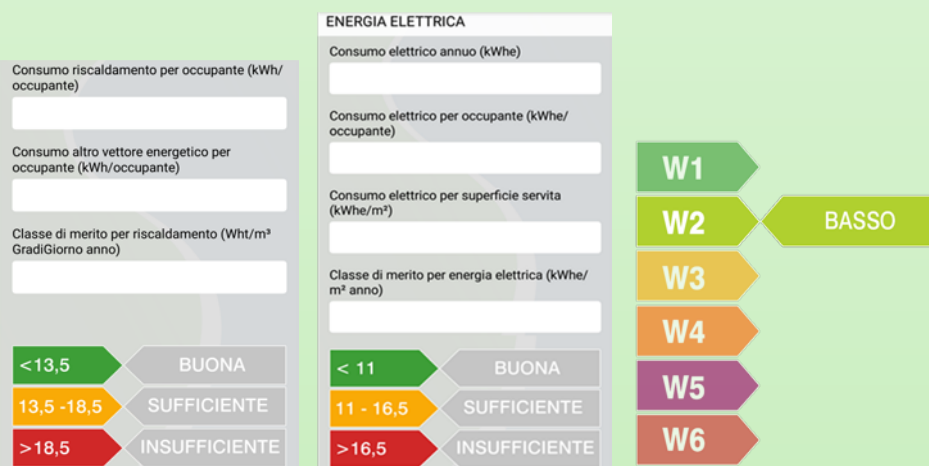 Consumo riscaldamento per occupante (kWh/
occupante)
Consumo altro vettore energetico per
occupante (kWh/occupante)
Classe di merito per riscaldamento (Wht/m³
GradiGiorno anno)
<13,5 BUONA
13,5 -18,5 SUFFICIENTE
>18,5 INSUFFICIENTE
ENERGIA ELETTRICA
Consumo elettrico annuo (kWhe)
Consumo elettrico per occupante (kWhe/
occupante)
Consumo elettrico per superficie servita
(kWhe/m²)
Classe di merito per energia elettrica (kWhe/
m² anno)
< 11 BUONA
11 - 16,5 SUFFICIENTE
>16,5 INSUFFICIENTE
W1
W2 BASSO
W3
W4
W5
W6